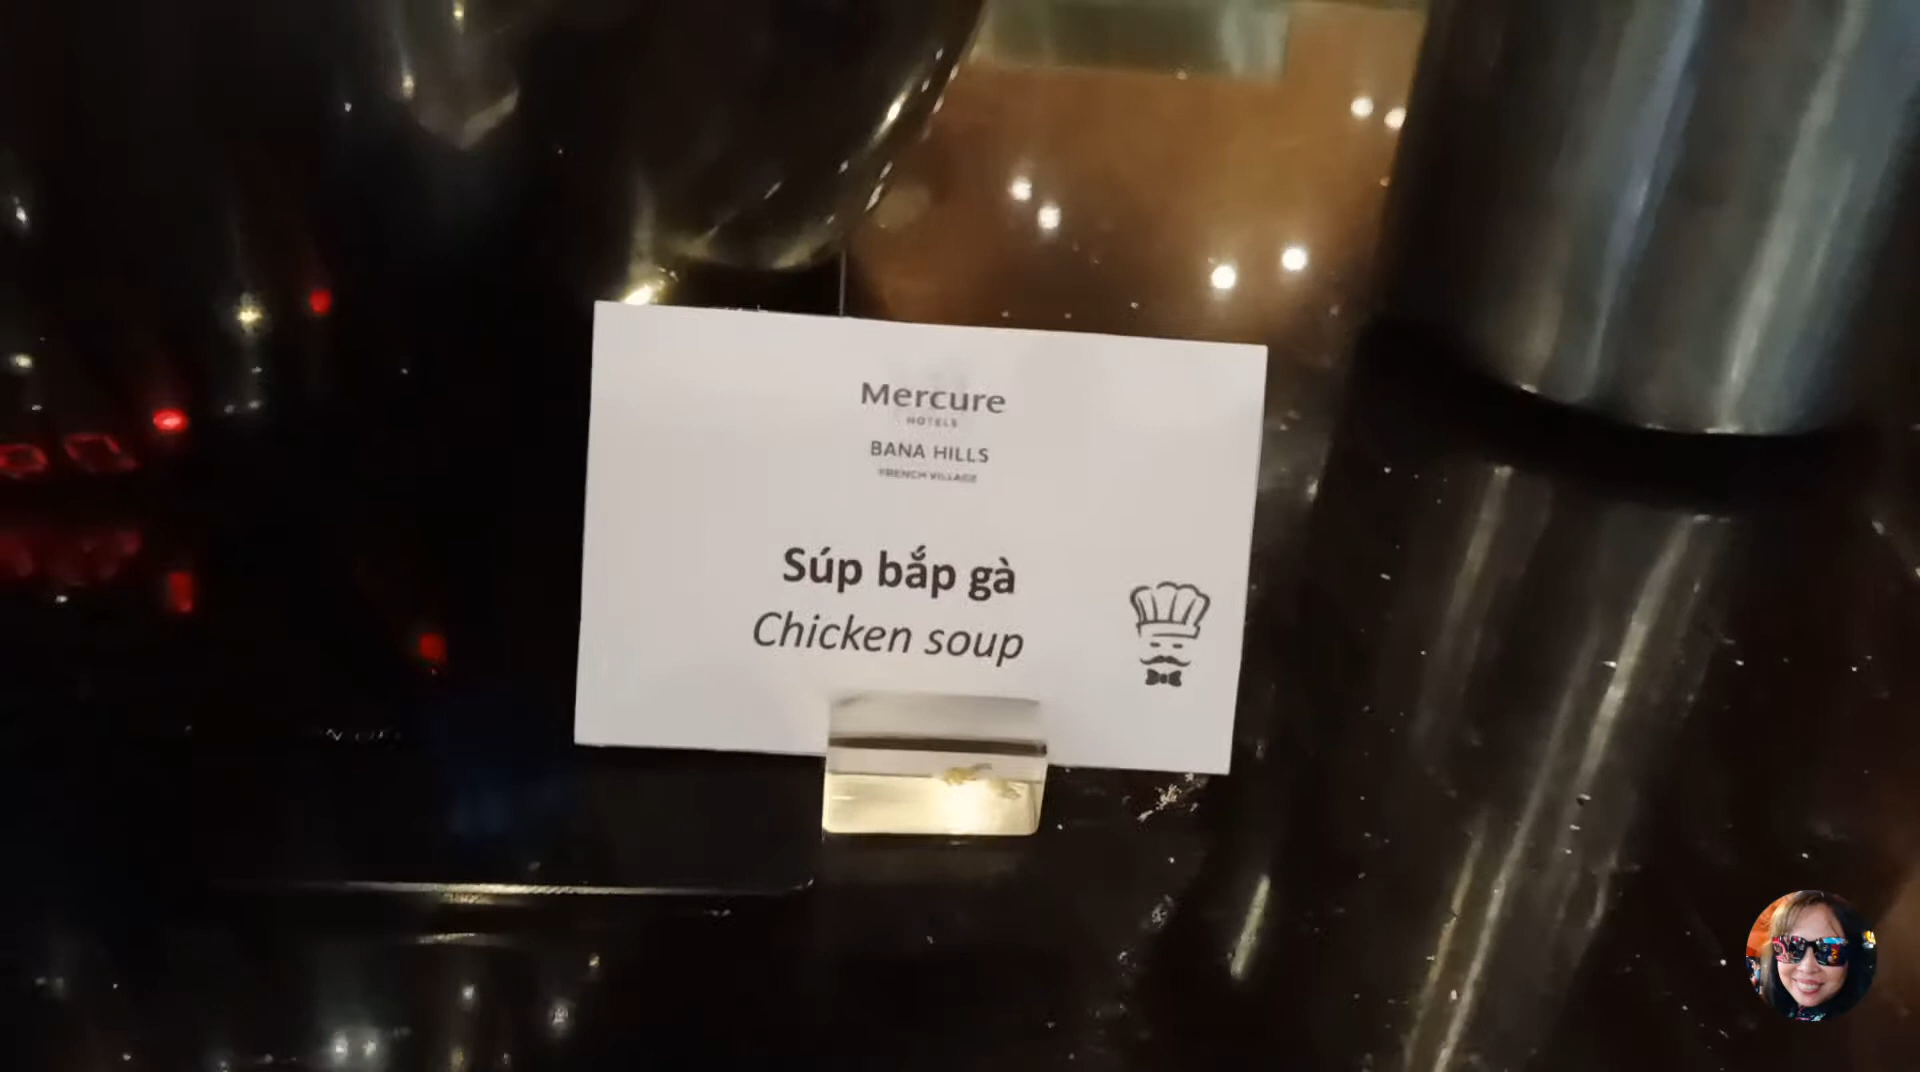 Mercure
HOTELS
BANA HILLS
FRENCH VILLAGE
Súp bắp gà
Chicken soup